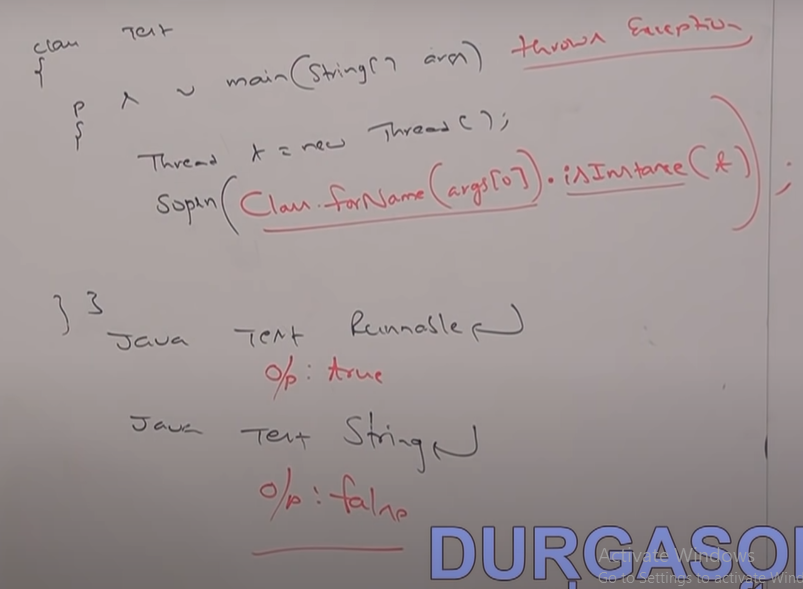 class Test
{
p s v main(String[] args) throws Exception
{
Thread t = new Thread();
Sopln(Class.forName(args[0]).isInstance(t));
} }
Java Test Runnable
O/p: true
Java Test String
O/p: false
DURGASO
Activate Windows
Go to Settings to activate Wind